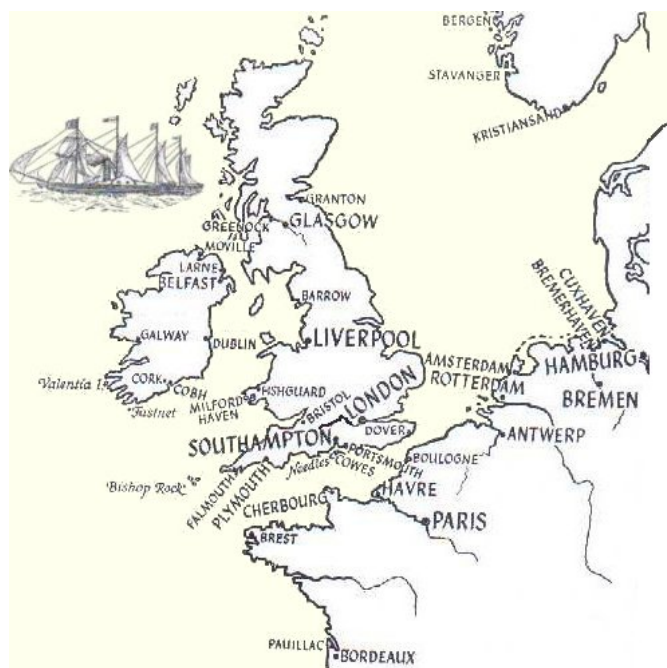 BERGEN
STAVANGER
KRISTIANSAND
GRANTON
GLASGOW
GREENOCK
MOVILLE
LARNE
BELFAST
CUXHAVEN
BREMERHAVEN
BARROW
GALWAY
DUBLIN
LIVERPOOL
AMSTERDAM
HAMBURG
ROTTERDAM
Valentia I.
CORK
COBH
FISHGUARD
MILFORD
HAVEN
BREMEN
Fastnet
BRISTOL
LONDON
DOVER
SOUTHAMPTON
ANTWERP
PORTSMOUTH
BOULOGNE
Needles
COWES
Bishop Rock
FALMOUTH
PLYMOUTH
CHERBOURG
HAVRE
PARIS
BREST
PAUILLAC
BORDEAUX